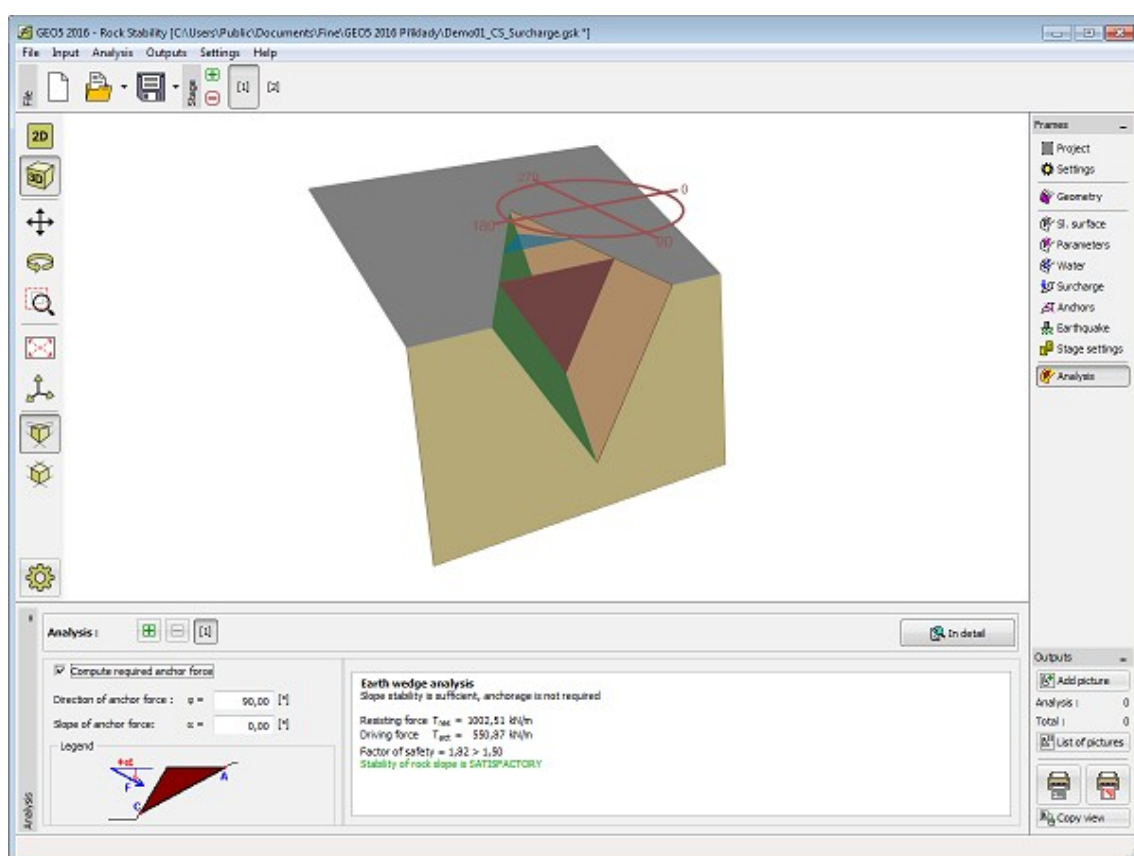 GEO5 2016 - Rock Stability [C:\Users\Public\Documents\Fine\GEO5 2016 Příklady\Demo01_CS_Surcharge.gsk *]
File Input Analysis Outputs Settings Help
File
Stage
[1] [2]
2D
3D
270
0
180
90
Frames
Project
Settings
Geometry
Sl. surface
Parameters
Water
Surcharge
Anchors
Earthquake
Stage settings
Analysis
Analysis :
[1]
In detail
Compute required anchor force
Direction of anchor force : φ = 90,00 [°]
Slope of anchor force: α = 0,00 [°]
Legend
+α
F
A
C
Analysis
Earth wedge analysis
Slope stability is sufficient, anchorage is not required
Resisting force T = 1002,51 kN/m
Driving force Tact = 550,87 kN/m
Factor of safety = 1,82 > 1,50
Stability of rock slope is SATISFACTORY
Outputs
Add picture
Analysis : 0
Total : 0
List of pictures
Copy view